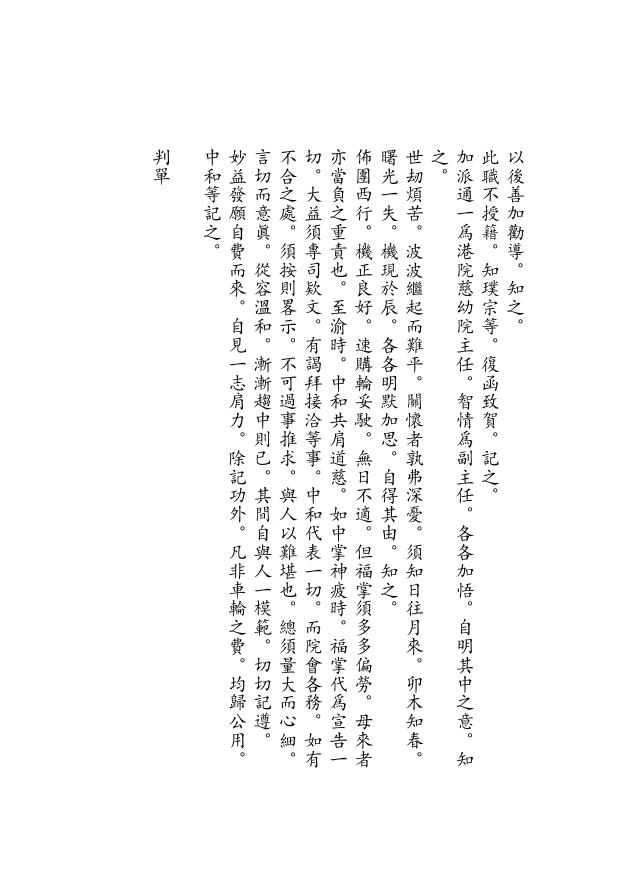 以後善加勸導。知之。
此職不授籍。知璞宗等。復函致賀。記之。
加派通一爲港院慈幼院主任。智情爲副主任。各各加悟。自明其中之意。知
之。
世劫煩苦。波波繼起而難平。關懷者孰弗深憂。須知日往月來。卯木知春。
曙光一失。機現於辰。各各明默加思。自得其由。知之。
佈團西行。機正良好。速購輪妥駛。無日不適。但福掌須多多偏勞。母來者
亦當負之重責也。至渝時。中和共肩道慈。如中掌神疲時。福掌代爲宣告一
切。大益須專司欵文。有謁拜接洽等事。中和代表一切。而院會各務。如有
不合之處。須按則畧示。不可過事推求。與人以難堪也。總須量大而心細。
言切而意眞。從容溫和。漸漸趨中則已。其間自與人一模範。切切記遵。
妙益發願自費而來。自見一志肩力。除記功外。凡非車輪之費。均歸公用。
中和等記之。
判單